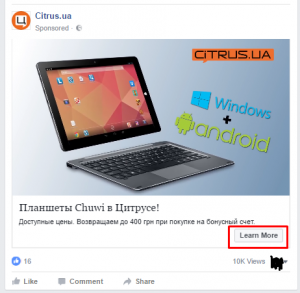 Citrus.ua
Sponsored
CITRUS.UA
Windows
+
android
Планшеты Chuwi в Цитрусе!
Доступные цены. Возвращаем до 400 грн при покупке на бонусный счет.
Learn More
16
10K Views
Like Comment Share